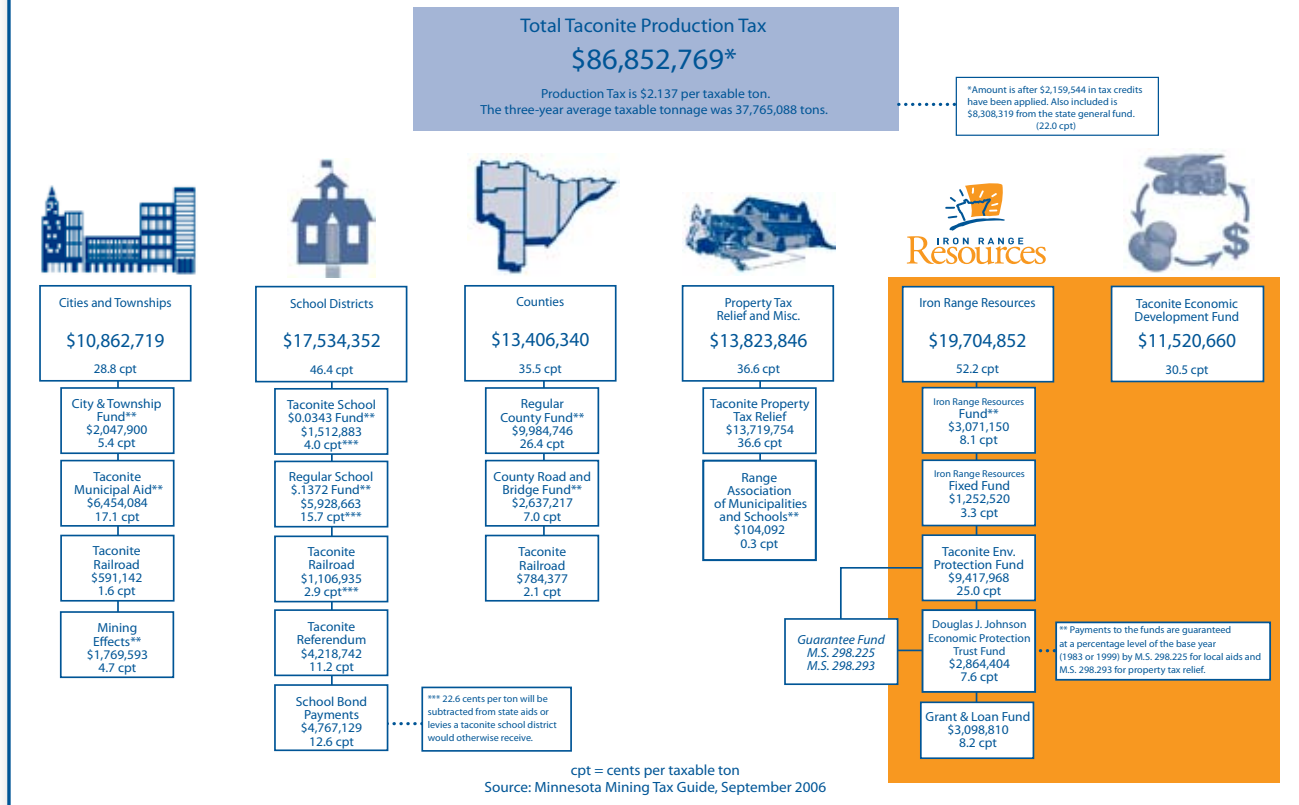 Total Taconite Production Tax
$86,852,769*
Production Tax is $2.137 per taxable ton.
The three-year average taxable tonnage was 37,765,088 tons.
*Amount is after $2,159,544 in tax credits
have been applied. Also included is
$8,308,319 from the state general fund.
(22.0 cpt)
IRON RANGE
Resources
$
Cities and Townships
$10,862,719
28.8 cpt
City & Township
Fund**
$2,047,900
5.4 cpt
Taconite
Municipal Aid**
$6,454,084
17.1 cpt
Taconite
Railroad
$591,142
1.6 cpt
Mining
Effects**
$1,769,593
4.7 cpt
School Districts
$17,534,352
46.4 cpt
Taconite School
$0.0343 Fund**
$1,512,883
4.0 cpt***
Regular School
$.1372 Fund**
$5,928,663
15.7 cpt***
Taconite
Railroad
$1,106,935
2.9 cpt***
Taconite
Referendum
$4,218,742
11.2 cpt
School Bond
Payments
$4,767,129
12.6 cpt
*** 22.6 cents per ton will be
subtracted from state aids or
levies a taconite school district
would otherwise receive.
Counties
$13,406,340
35.5 cpt
Regular
County Fund**
$9,984,746
26.4 cpt
County Road and
Bridge Fund**
$2,637,217
7.0 cpt
Taconite
Railroad
$784,377
2.1 cpt
Property Tax
Relief and Misc.
$13,823,846
36.6 cpt
Taconite Property
Tax Relief
$13,719,754
36.6 cpt
Range
Association
of Municipalities
and Schools**
$104,092
0.3 cpt
Iron Range Resources
$19,704,852
52.2 cpt
Iron Range Resources
Fund**
$3,071,150
8.1 cpt
Iron Range Resources
Fixed Fund
$1,252,520
3.3 cpt
Taconite Env.
Protection Fund
$9,417,968
25.0 cpt
Guarantee Fund
M.S. 298.225
M.S. 298.293
Douglas J. Johnson
Economic Protection
Trust Fund
$2,864,404
7.6 cpt
** Payments to the funds are guaranteed
at a percentage level of the base year
(1983 or 1999) by M.S. 298.225 for local aids and
M.S. 298.293 for property tax relief.
Grant & Loan Fund
$3,098,810
8.2 cpt
Taconite Economic
Development Fund
$11,520,660
30.5 cpt
cpt = cents per taxable ton
Source: Minnesota Mining Tax Guide, September 2006